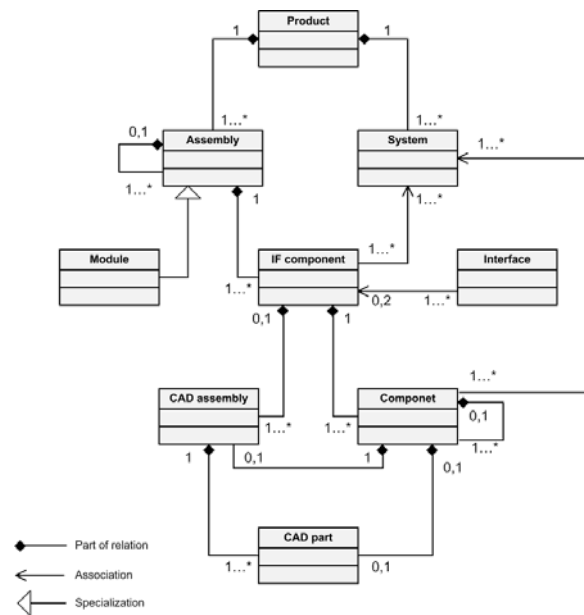 Product
1
1
1...*
1...*
0,1
Assembly
System
1...*
1...*
1
1...*
Module
IF component
Interface
1...*
1...*
0,2
1...*
0,1
1
1...*
CAD assembly
Componet
0,1
1...*
1...*
1...*
1
0,1
1
0,1
CAD part
1...*
0,1
Part of relation
Association
Specialization